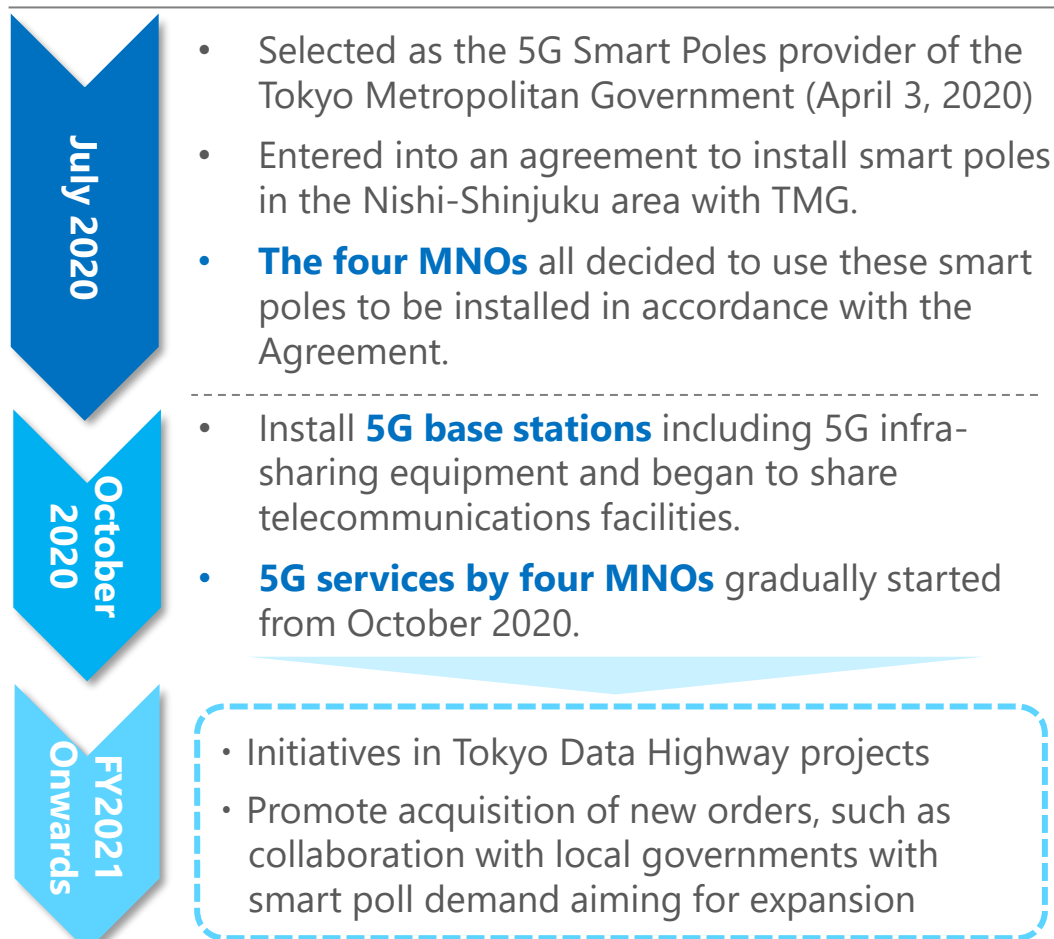 July 2020
• Selected as the 5G Smart Poles provider of the
Tokyo Metropolitan Government (April 3, 2020)
• Entered into an agreement to install smart poles
in the Nishi-Shinjuku area with TMG.
• The four MNOs all decided to use these smart
poles to be installed in accordance with the
Agreement.
October
2020
• Install 5G base stations including 5G infra-
sharing equipment and began to share
telecommunications facilities.
• 5G services by four MNOs gradually started
from October 2020.
FY2021
Onwards
・Initiatives in Tokyo Data Highway projects
・Promote acquisition of new orders, such as
collaboration with local governments with
smart poll demand aiming for expansion